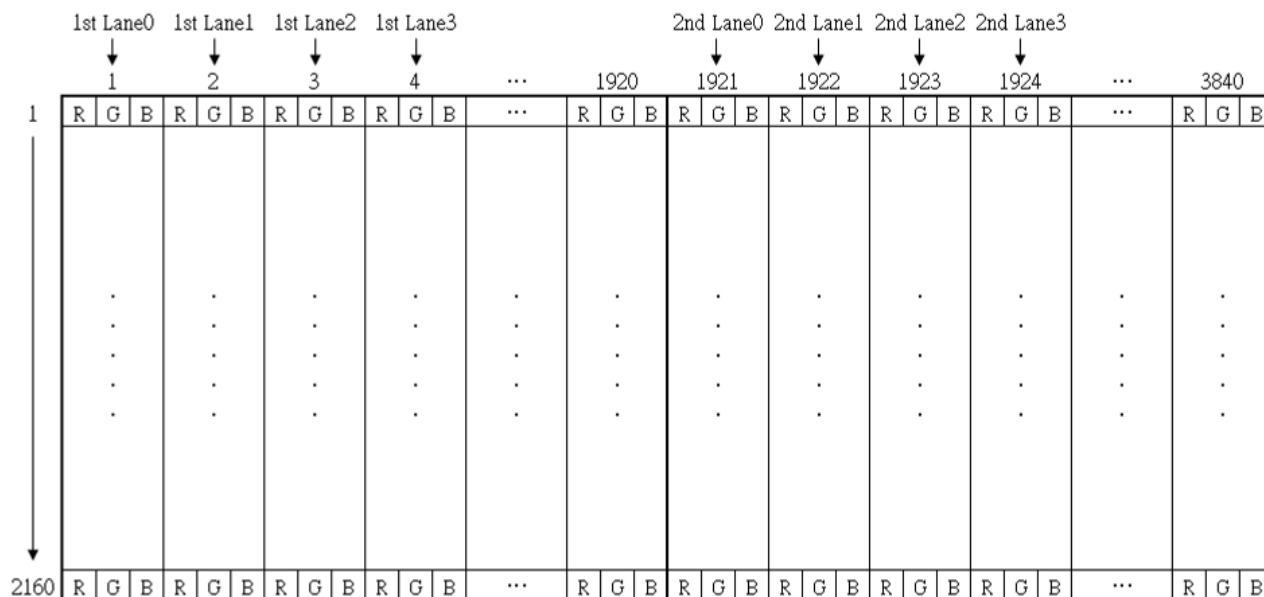 1st Lane0 1st Lane1 1st Lane2 1st Lane3 2nd Lane0 2nd Lane1 2nd Lane2 2nd Lane3
1 2 3 4 ... 1920 1921 1922 1923 1924 ... 3840
1 R G B R G B R G B R G B ... R G B R G B R G B R G B R G B ... R G B
2160 R G B R G B R G B R G B ... R G B R G B R G B R G B R G B ... R G B